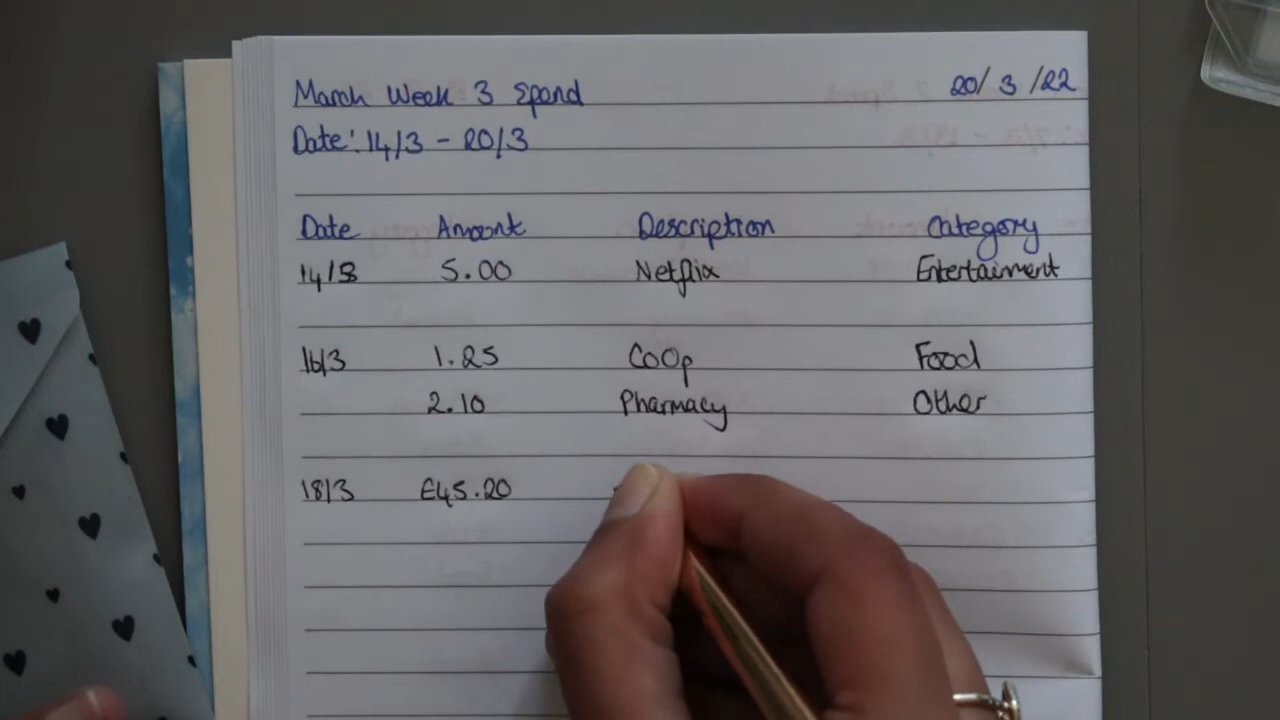 March Week 3 Spend 20/3/22
Date: 14/3 - 20/3
Date Amount Description Category
14/3 5.00 Netflix Entertainment
16/3 1.25 CoOp Food
2.10 Pharmacy Other
18/3 £45.20